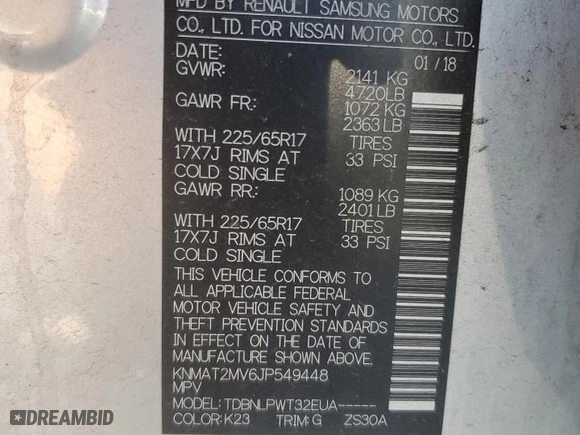 MFD BY RENAULT SAMSUNG MOTORS
CO., LTD. FOR NISSAN MOTOR CO., LTD.
DATE: 01/18
GVWR: 2141 KG
4720LB
GAWR FR: 1072 KG
2363 LB
WITH 225/65R17 TIRES
17X7J RIMS AT 33 PSI
COLD SINGLE
GAWR RR: 1089 KG
2401 LB
WITH 225/65R17 TIRES
17X7J RIMS AT 33 PSI
COLD SINGLE
THIS VEHICLE CONFORMS TO
ALL APPLICABLE FEDERAL
MOTOR VEHICLE SAFETY AND
THEFT PREVENTION STANDARDS
IN EFFECT ON THE DATE OF
MANUFACTURE SHOWN ABOVE.
KNMAT2MV6JP549448
MPV
MODEL: TDBNLPWT32EUA-----
COLOR: K23 TRIM: G ZS30A
DREAMBID